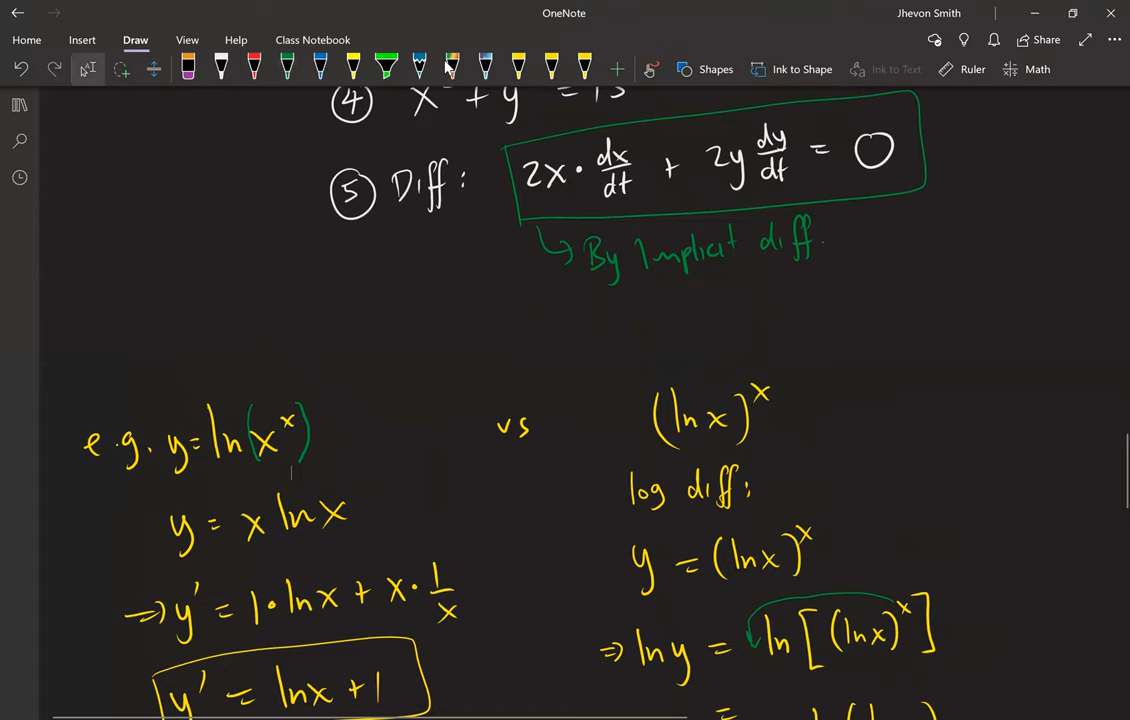 OneNote
Jhevon Smith
Home Insert Draw View Help Class Notebook
Share
Shapes Ink to Shape Ink to Text Ruler Math
④ x + y = 13
⑤ Diff: 2x · dx/dt + 2y dy/dt = 0
↳ By Implicit diff.
e.g. y = ln(x^x) vs (ln x)^x
log diff:
y = x ln x
y = (ln x)^x
⇒ y' = 1 · ln x + x · 1/x
⇒ ln y = ln[(ln x)^x]
y' = ln x + 1